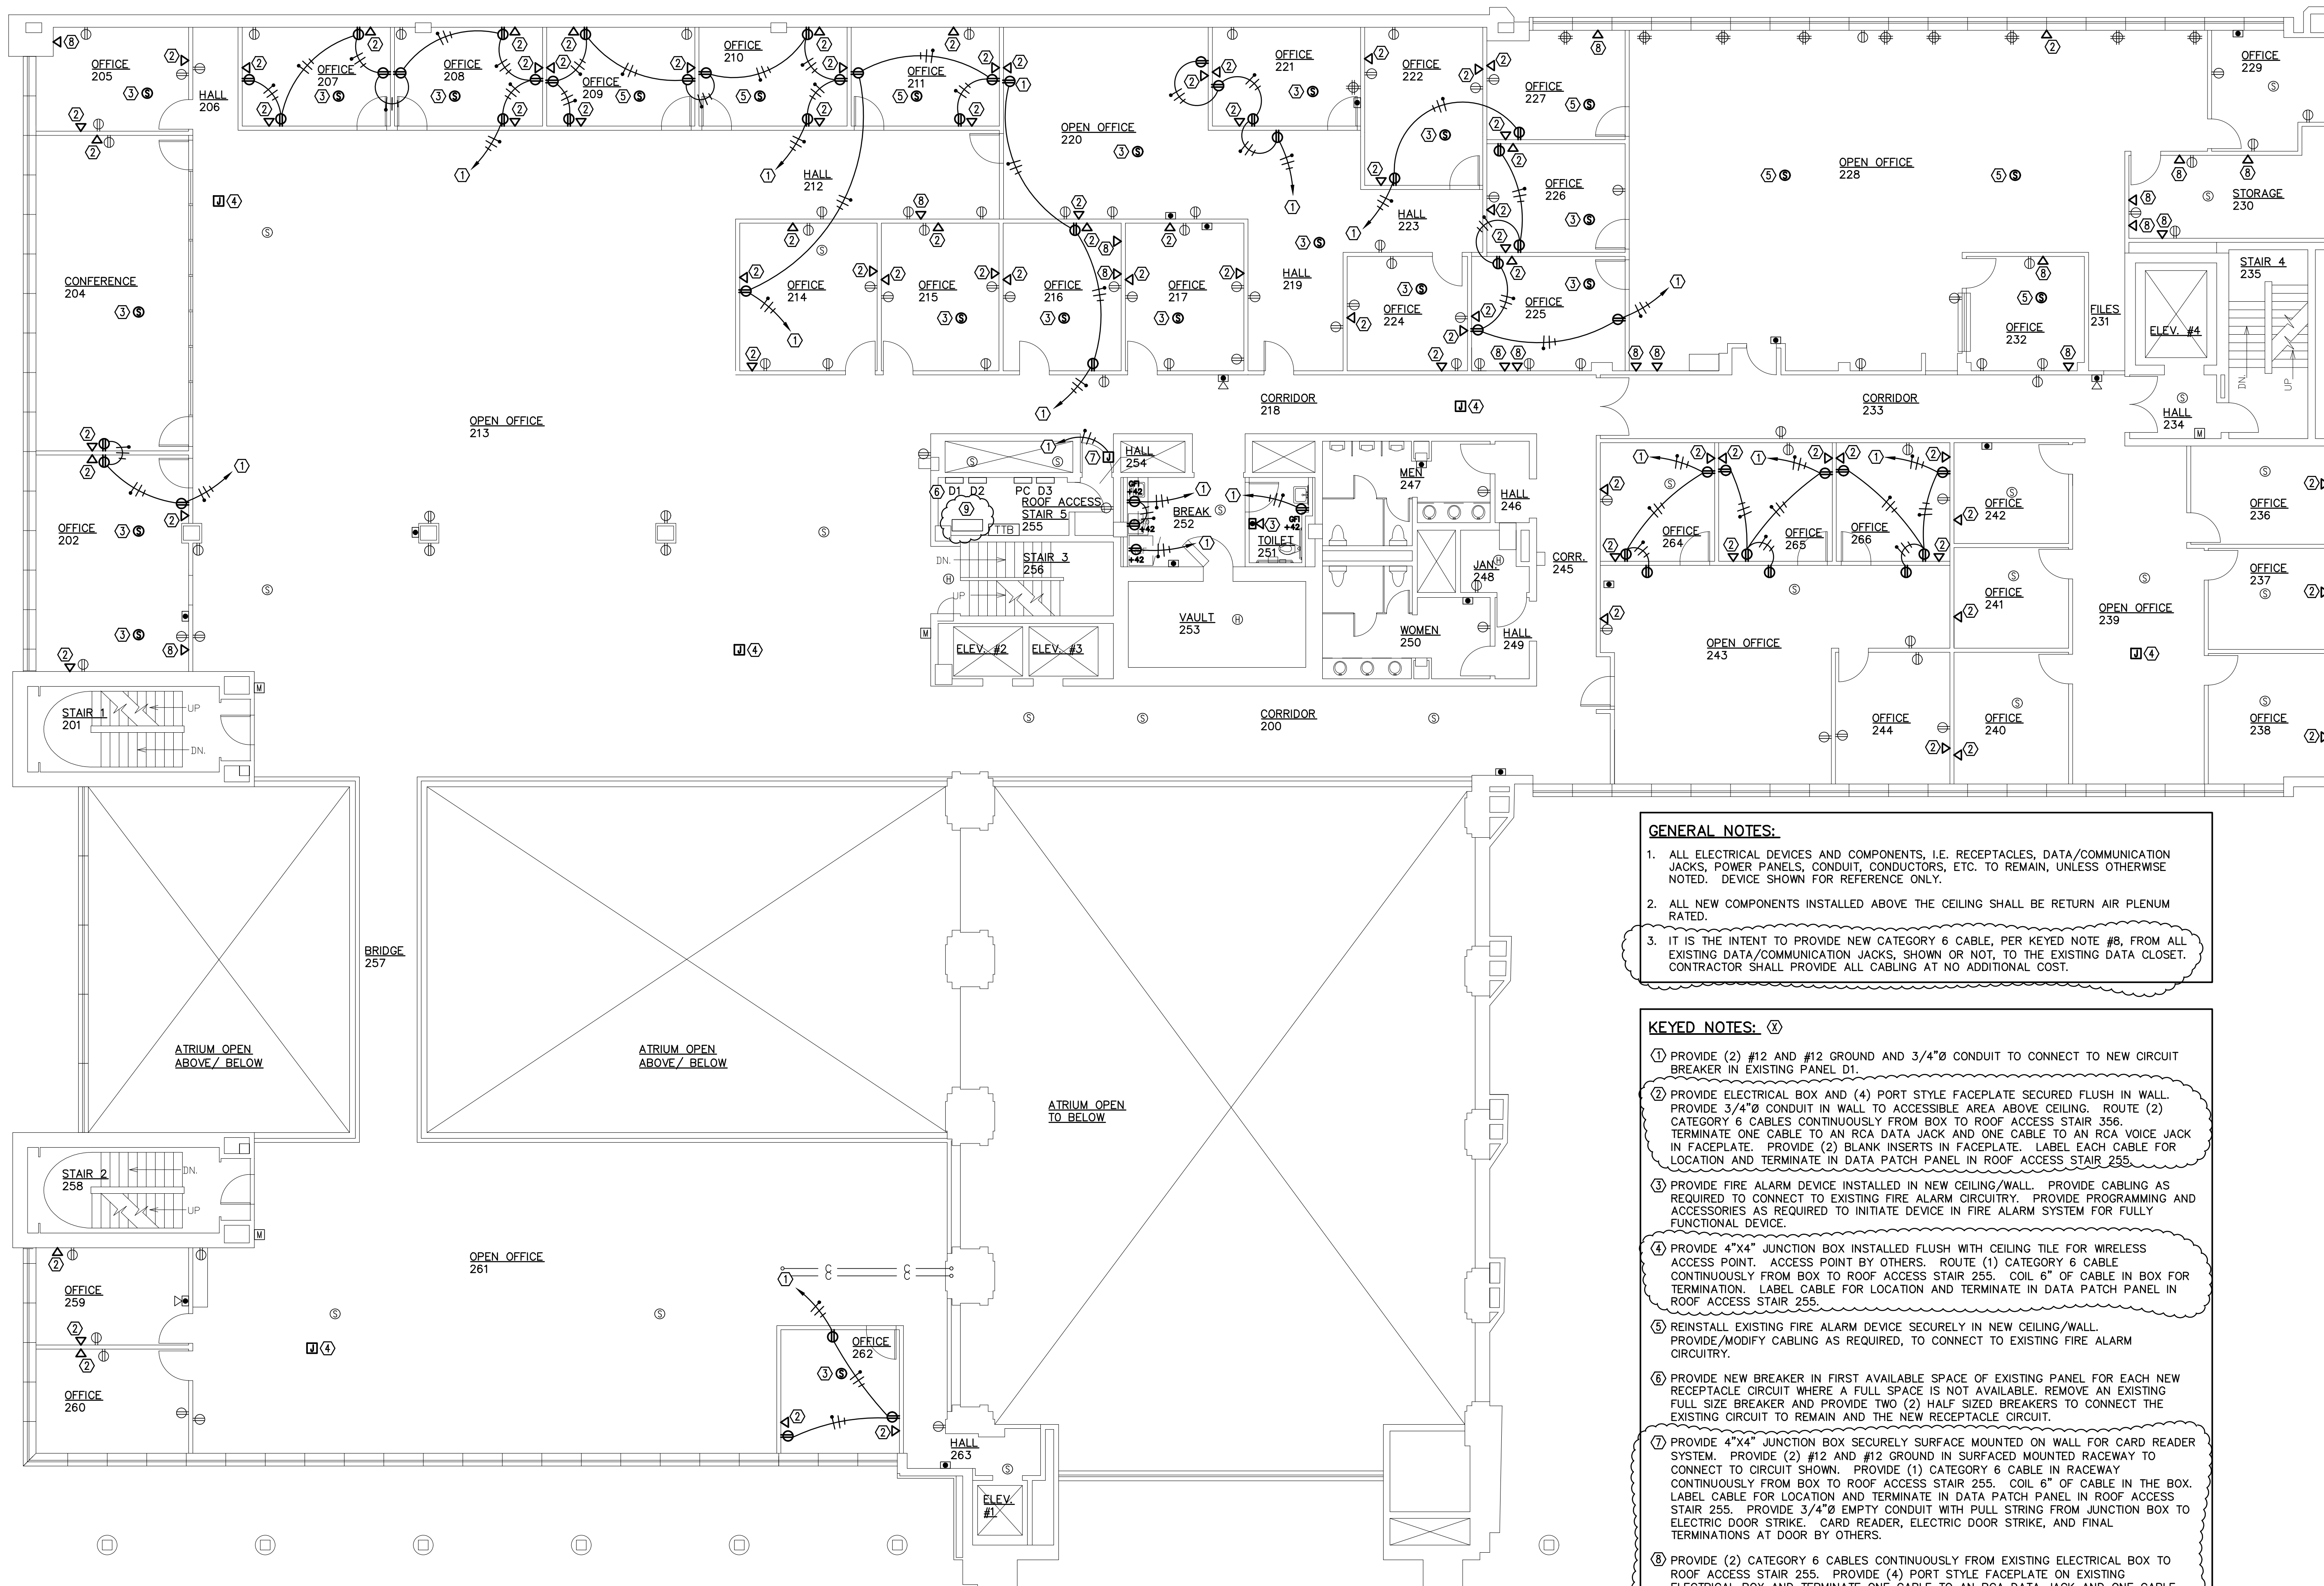 OFFICE
205
HALL
206
OFFICE
207
OFFICE
208
OFFICE
209
OFFICE
210
OFFICE
211
HALL
212
OPEN OFFICE
220
OFFICE
221
OFFICE
222
OFFICE
227
OPEN OFFICE
228
OFFICE
229
STORAGE
230
OFFICE
226
HALL
223
CONFERENCE
204
OFFICE
214
OFFICE
215
OFFICE
216
OFFICE
217
HALL
219
OFFICE
224
OFFICE
225
OFFICE
232
FILES
231
ELEV. #4
STAIR 4
235
DN.
UP
OPEN OFFICE
213
CORRIDOR
218
CORRIDOR
233
HALL
234
M
OFFICE
202
D1 D2 PC D3
ROOF ACCESS
STAIR 5
255
TTB
HALL
254
BREAK
252
TOILET
251
+42
+42
+42
GFI
+42
MEN
247
HALL
246
JAN.
248
CORR.
245
WOMEN
250
HALL
249
VAULT
253
STAIR 3
256
DN.
UP
M
ELEV. #2
ELEV. #3
OFFICE
264
OFFICE
265
OFFICE
266
OFFICE
242
OFFICE
241
OFFICE
236
OFFICE
237
OPEN OFFICE
239
OPEN OFFICE
243
OFFICE
244
OFFICE
240
OFFICE
238
CORRIDOR
200
STAIR 1
201
UP
DN.
M
BRIDGE
257
ATRIUM OPEN
ABOVE/ BELOW
ATRIUM OPEN
ABOVE/ BELOW
ATRIUM OPEN
TO BELOW
STAIR 2
258
DN.
UP
M
OFFICE
259
OFFICE
260
OPEN OFFICE
261
C C
C C
OFFICE
262
HALL
263
ELEV.
#1
GENERAL NOTES:
1. ALL ELECTRICAL DEVICES AND COMPONENTS, I.E. RECEPTACLES, DATA/COMMUNICATION
JACKS, POWER PANELS, CONDUIT, CONDUCTORS, ETC. TO REMAIN, UNLESS OTHERWISE
NOTED. DEVICE SHOWN FOR REFERENCE ONLY.
2. ALL NEW COMPONENTS INSTALLED ABOVE THE CEILING SHALL BE RETURN AIR PLENUM
RATED.
3. IT IS THE INTENT TO PROVIDE NEW CATEGORY 6 CABLE, PER KEYED NOTE #8, FROM ALL
EXISTING DATA/COMMUNICATION JACKS, SHOWN OR NOT, TO THE EXISTING DATA CLOSET.
CONTRACTOR SHALL PROVIDE ALL CABLING AT NO ADDITIONAL COST.
KEYED NOTES: X
1 PROVIDE (2) #12 AND #12 GROUND AND 3/4"Ø CONDUIT TO CONNECT TO NEW CIRCUIT
BREAKER IN EXISTING PANEL D1.
2 PROVIDE ELECTRICAL BOX AND (4) PORT STYLE FACEPLATE SECURED FLUSH IN WALL.
PROVIDE 3/4"Ø CONDUIT IN WALL TO ACCESSIBLE AREA ABOVE CEILING. ROUTE (2)
CATEGORY 6 CABLES CONTINUOUSLY FROM BOX TO ROOF ACCESS STAIR 356.
TERMINATE ONE CABLE TO AN RCA DATA JACK AND ONE CABLE TO AN RCA VOICE JACK
IN FACEPLATE. PROVIDE (2) BLANK INSERTS IN FACEPLATE. LABEL EACH CABLE FOR
LOCATION AND TERMINATE IN DATA PATCH PANEL IN ROOF ACCESS STAIR 255.
3 PROVIDE FIRE ALARM DEVICE INSTALLED IN NEW CEILING/WALL. PROVIDE CABLING AS
REQUIRED TO CONNECT TO EXISTING FIRE ALARM CIRCUITRY. PROVIDE PROGRAMMING AND
ACCESSORIES AS REQUIRED TO INITIATE DEVICE IN FIRE ALARM SYSTEM FOR FULLY
FUNCTIONAL DEVICE.
4 PROVIDE 4"X4" JUNCTION BOX INSTALLED FLUSH WITH CEILING TILE FOR WIRELESS
ACCESS POINT. ACCESS POINT BY OTHERS. ROUTE (1) CATEGORY 6 CABLE
CONTINUOUSLY FROM BOX TO ROOF ACCESS STAIR 255. COIL 6" OF CABLE IN BOX FOR
TERMINATION. LABEL CABLE FOR LOCATION AND TERMINATE IN DATA PATCH PANEL IN
ROOF ACCESS STAIR 255.
5 REINSTALL EXISTING FIRE ALARM DEVICE SECURELY IN NEW CEILING/WALL.
PROVIDE/MODIFY CABLING AS REQUIRED, TO CONNECT TO EXISTING FIRE ALARM
CIRCUITRY.
6 PROVIDE NEW BREAKER IN FIRST AVAILABLE SPACE OF EXISTING PANEL FOR EACH NEW
RECEPTACLE CIRCUIT WHERE A FULL SPACE IS NOT AVAILABLE. REMOVE AN EXISTING
FULL SIZE BREAKER AND PROVIDE TWO (2) HALF SIZED BREAKERS TO CONNECT THE
EXISTING CIRCUIT TO REMAIN AND THE NEW RECEPTACLE CIRCUIT.
7 PROVIDE 4"X4" JUNCTION BOX SECURELY SURFACE MOUNTED ON WALL FOR CARD READER
SYSTEM. PROVIDE (2) #12 AND #12 GROUND IN SURFACED MOUNTED RACEWAY TO
CONNECT TO CIRCUIT SHOWN. PROVIDE (1) CATEGORY 6 CABLE IN RACEWAY
CONTINUOUSLY FROM BOX TO ROOF ACCESS STAIR 255. COIL 6" OF CABLE IN THE BOX.
LABEL CABLE FOR LOCATION AND TERMINATE IN DATA PATCH PANEL IN ROOF ACCESS
STAIR 255. PROVIDE 3/4"Ø EMPTY CONDUIT WITH PULL STRING FROM JUNCTION BOX TO
ELECTRIC DOOR STRIKE. CARD READER, ELECTRIC DOOR STRIKE, AND FINAL
TERMINATIONS AT DOOR BY OTHERS.
8 PROVIDE (2) CATEGORY 6 CABLES CONTINUOUSLY FROM EXISTING ELECTRICAL BOX TO
ROOF ACCESS STAIR 255. PROVIDE (4) PORT STYLE FACEPLATE ON EXISTING
ELECTRICAL BOX AND TERMINATE ONE CABLE TO AN RCA DATA JACK AND ONE CABLE